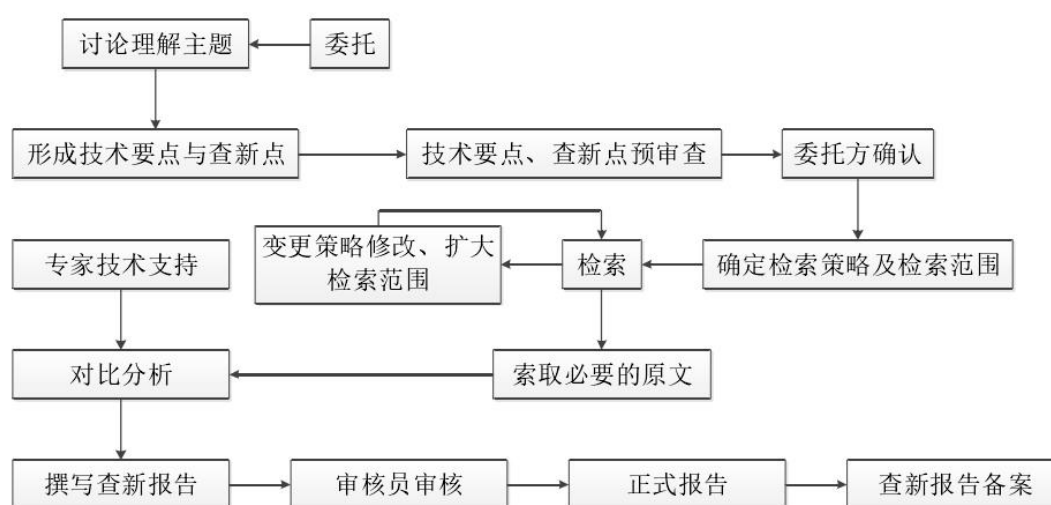 讨论理解主题
委托
形成技术要点与查新点
技术要点、查新点预审查
委托方确认
专家技术支持
变更策略修改、扩大
检索范围
检索
确定检索策略及检索范围
对比分析
索取必要的原文
撰写查新报告
审核员审核
正式报告
查新报告备案